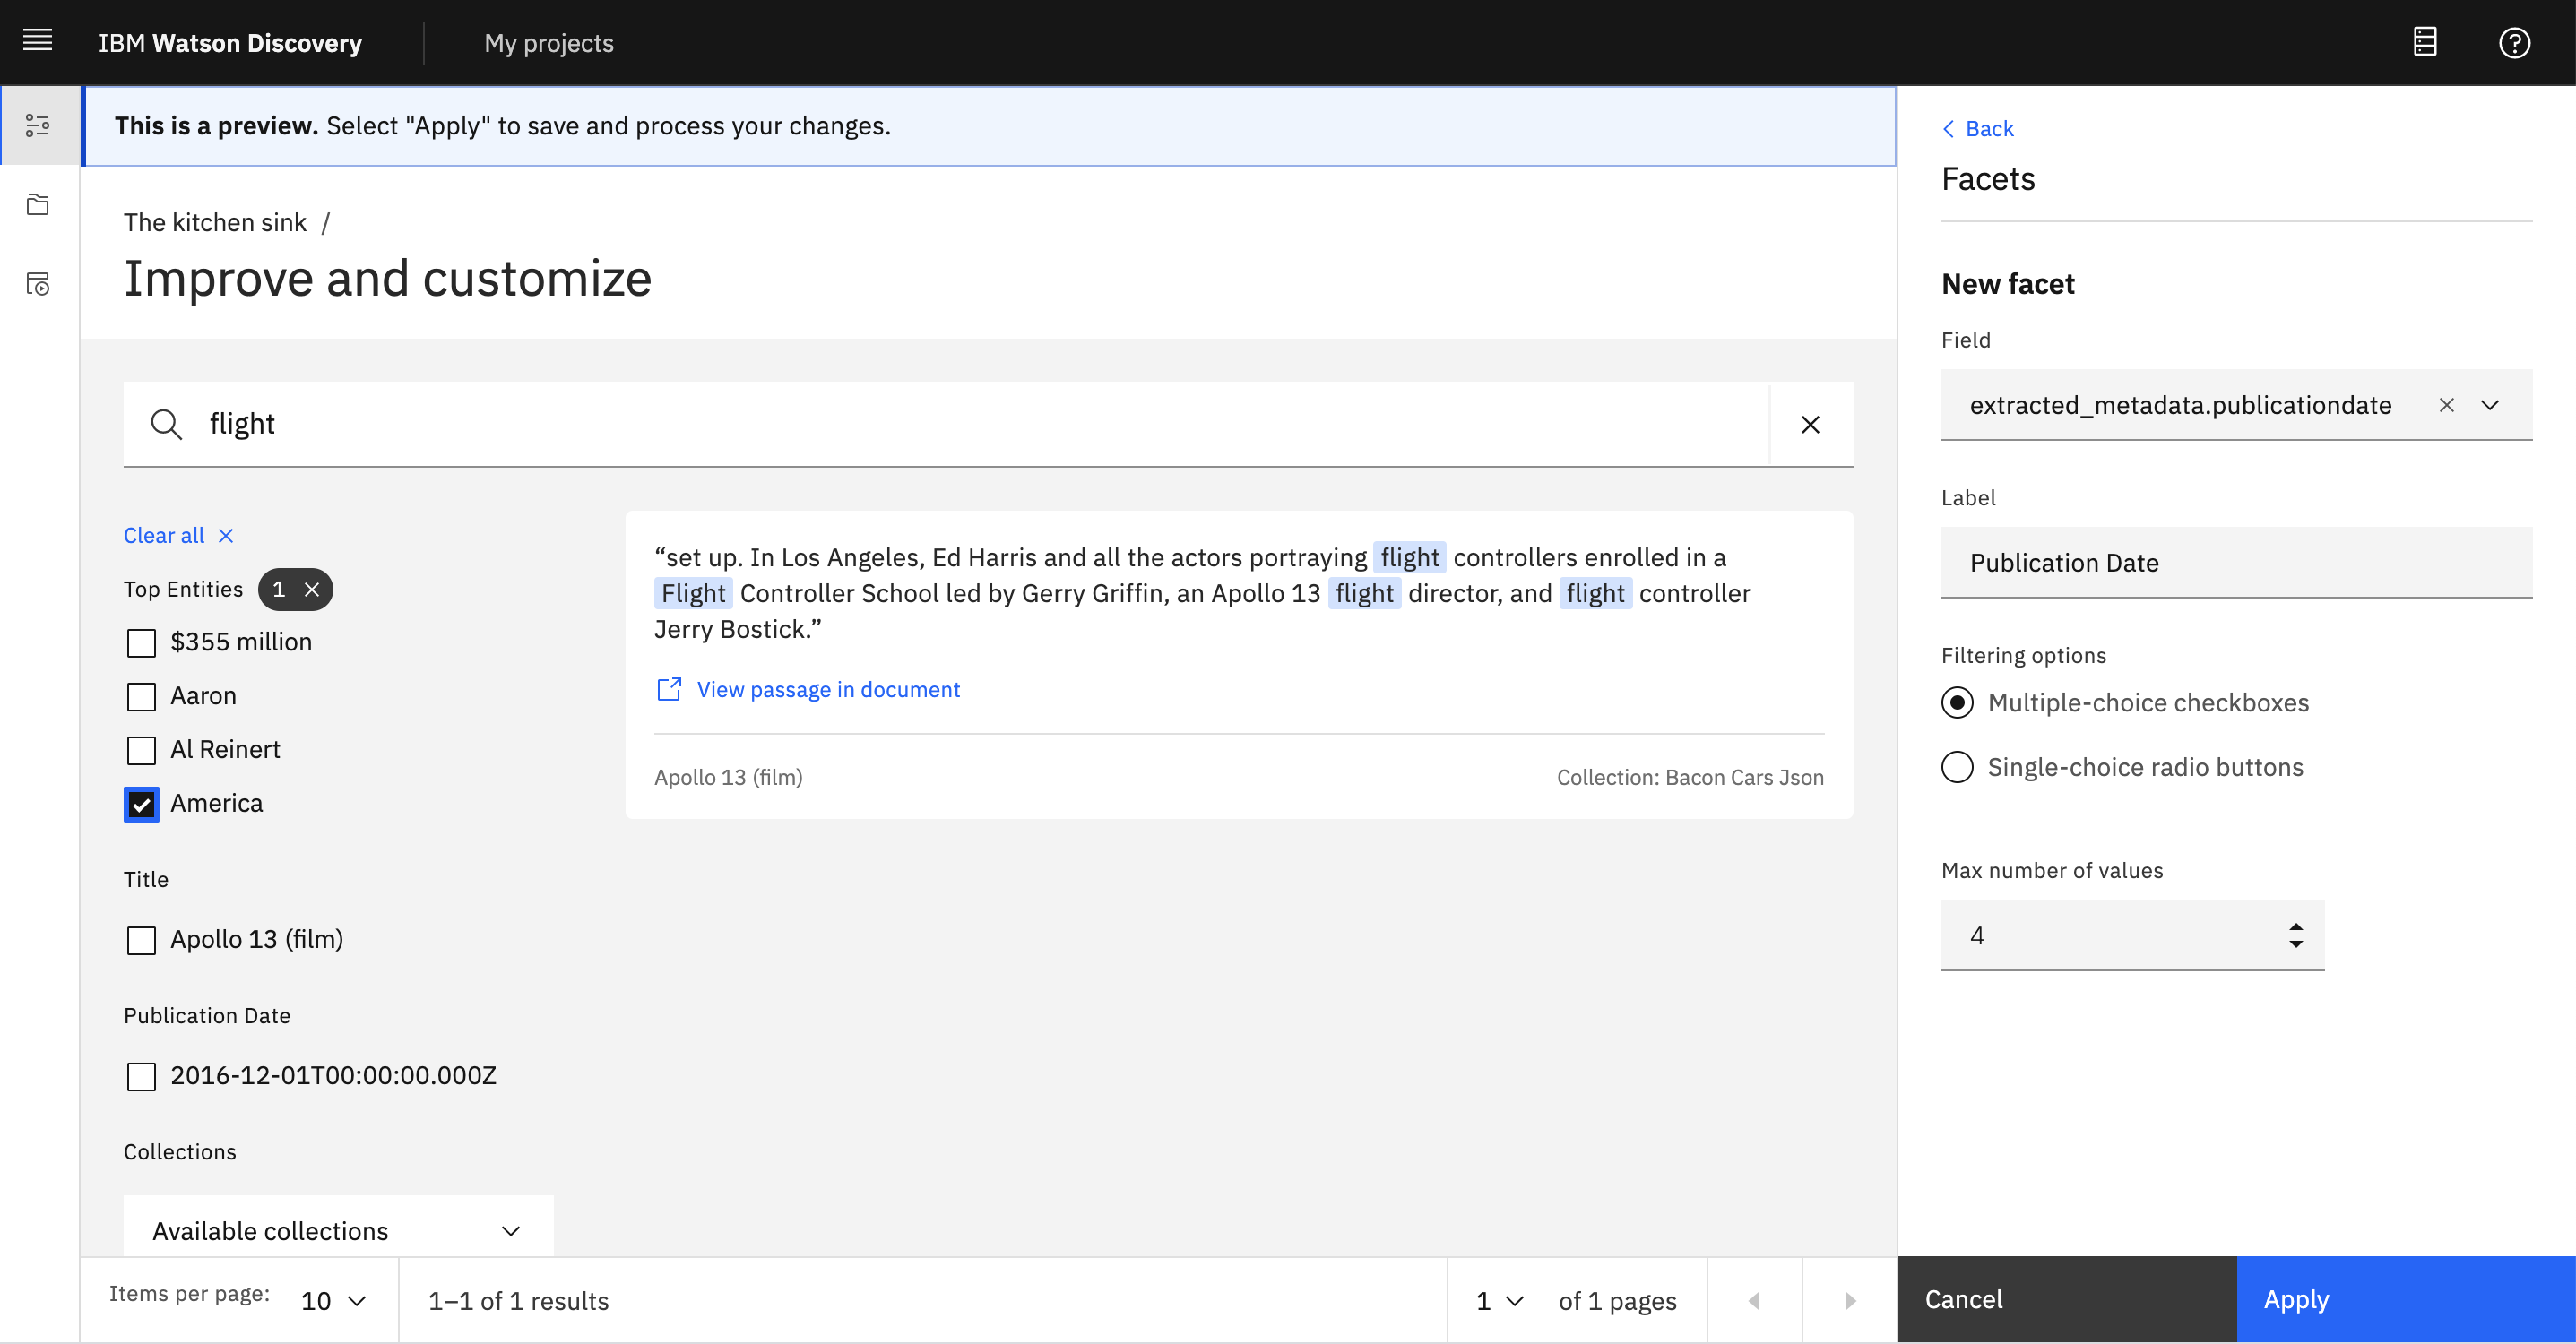 IBM Watson Discovery
My projects
This is a preview. Select "Apply" to save and process your changes.
The kitchen sink /
Improve and customize
flight
Clear all
Top Entities 1
$355 million
Aaron
Al Reinert
America
Title
Apollo 13 (film)
Publication Date
2016-12-01T00:00:00.000Z
Collections
Available collections
“set up. In Los Angeles, Ed Harris and all the actors portraying flight controllers enrolled in a
Flight Controller School led by Gerry Griffin, an Apollo 13 flight director, and flight controller
Jerry Bostick.”
View passage in document
Apollo 13 (film)
Collection: Bacon Cars Json
Items per page: 10
1–1 of 1 results
1 of 1 pages
Back
Facets
New facet
Field
extracted_metadata.publicationdate
Label
Publication Date
Filtering options
Multiple-choice checkboxes
Single-choice radio buttons
Max number of values
4
Cancel
Apply